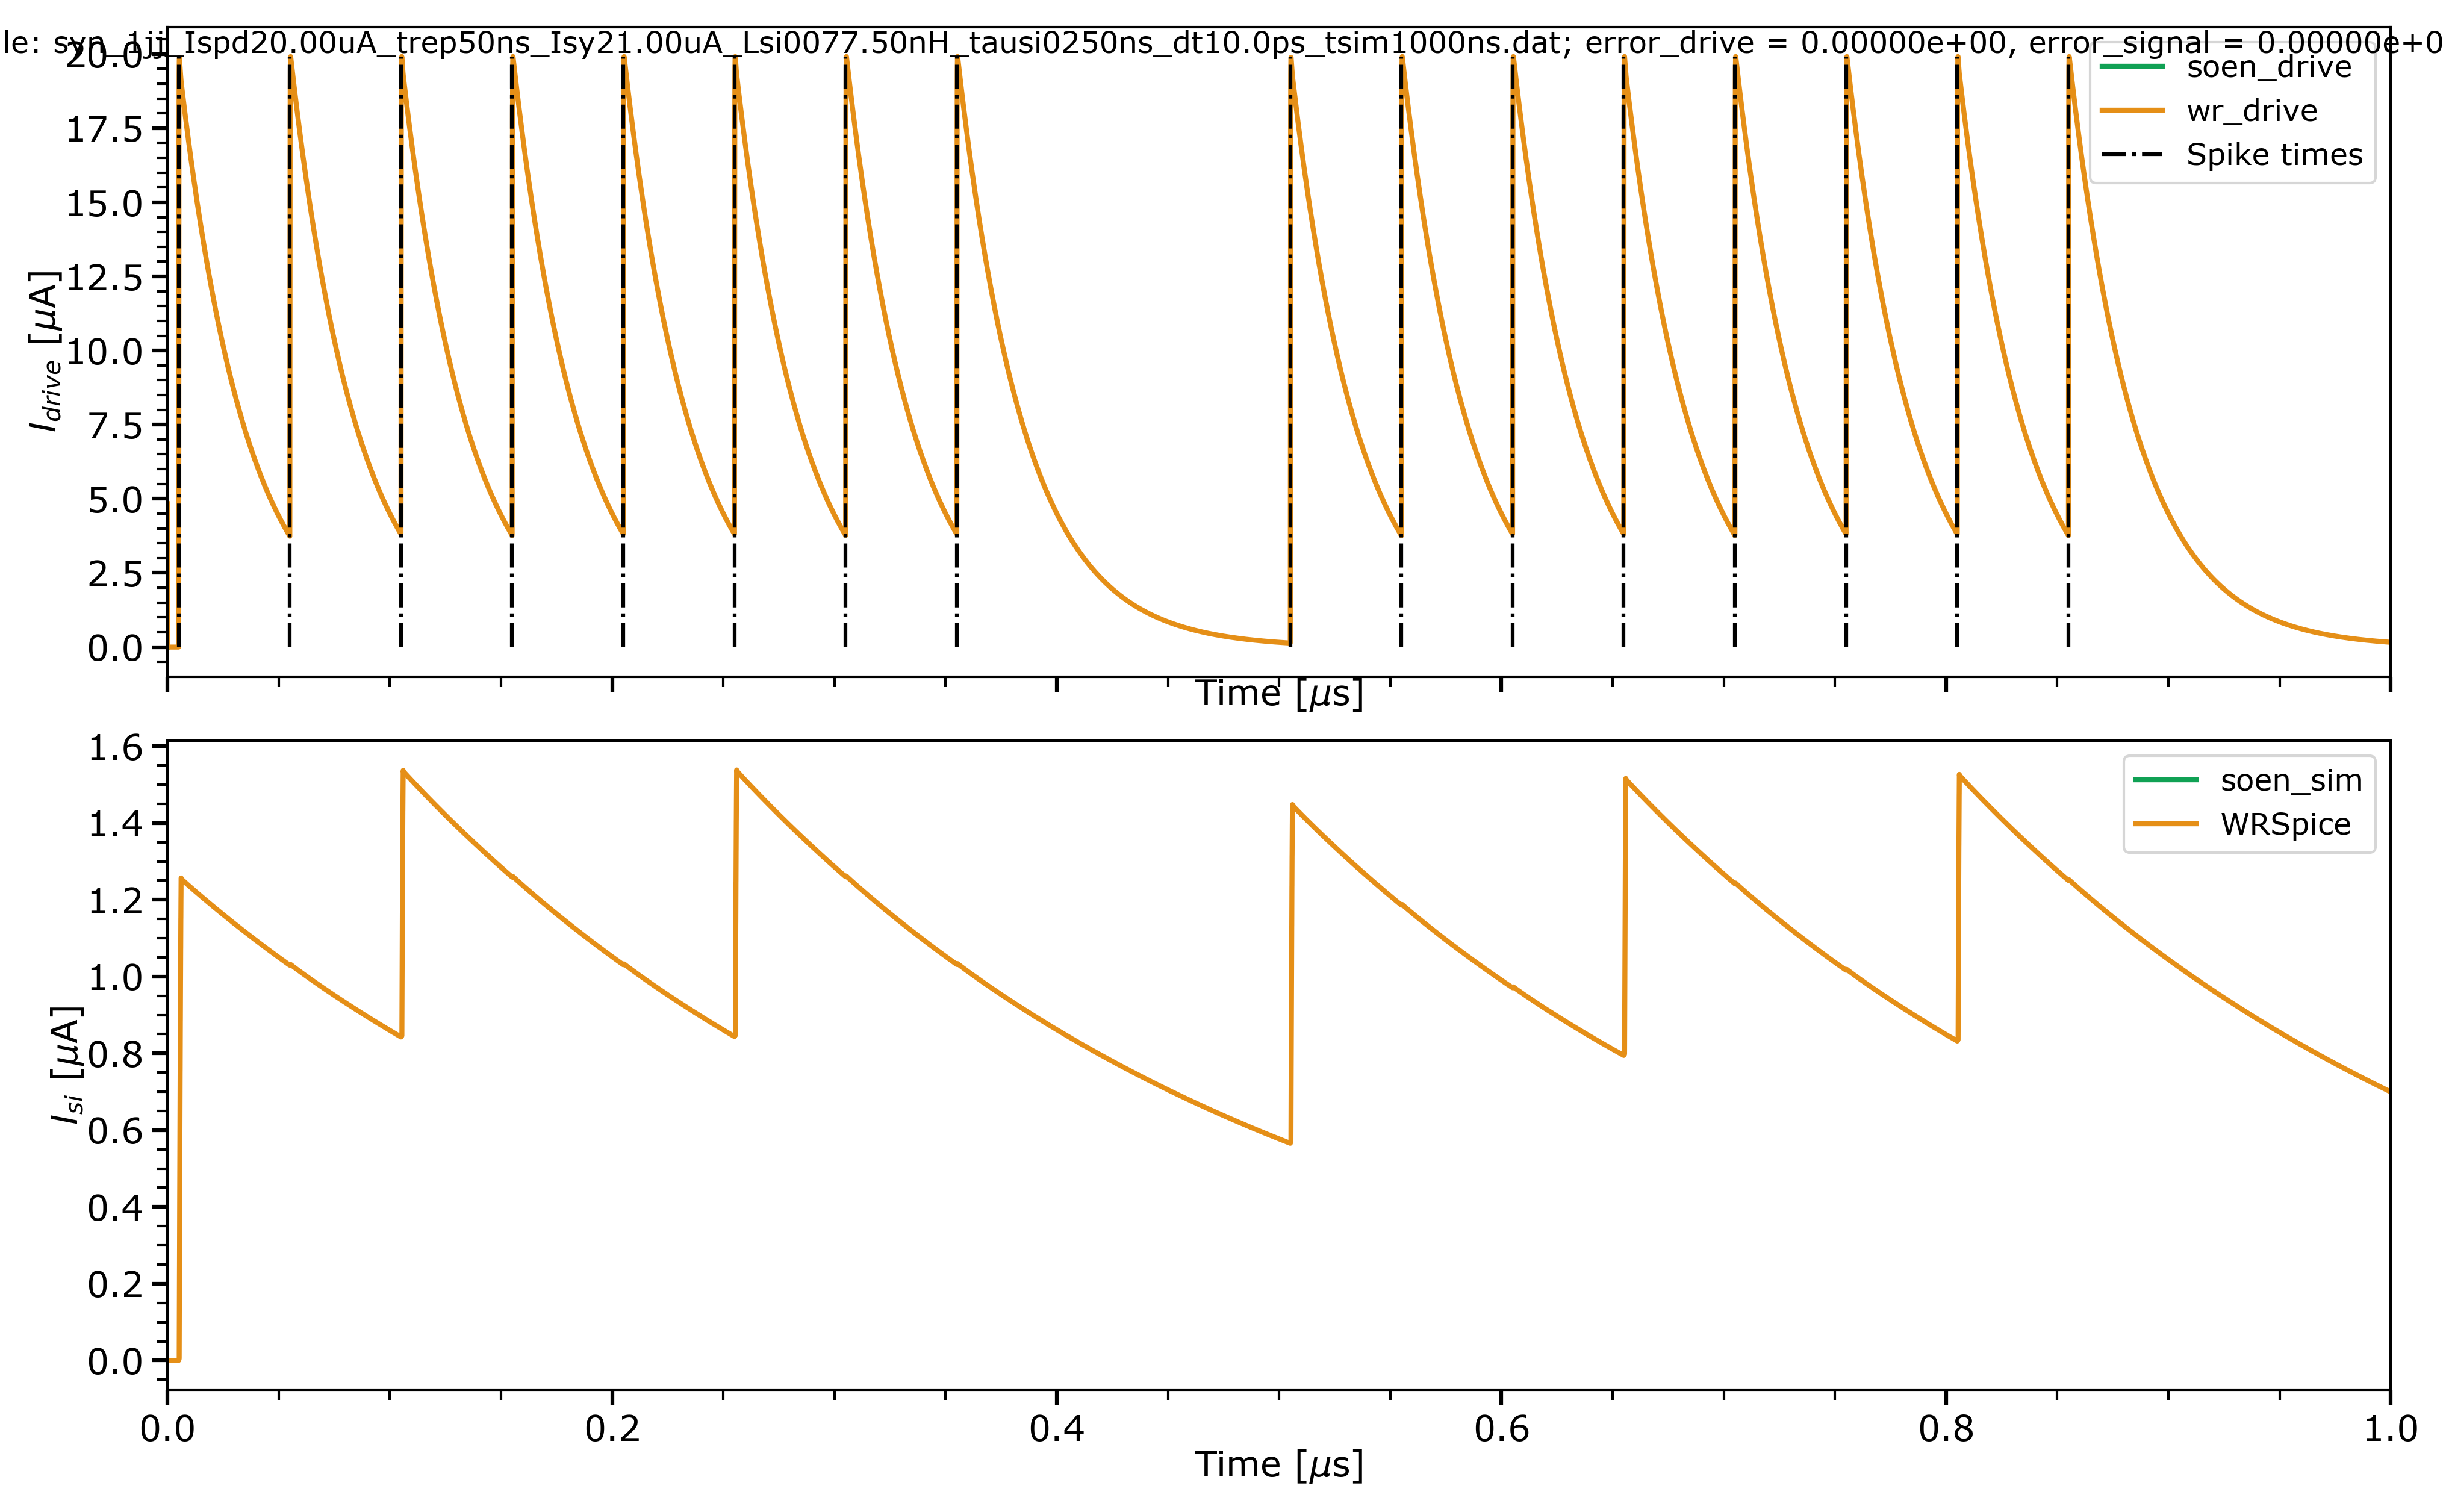 le: syn_1jj_Ispd20.00uA_trep50ns_Isy21.00uA_Lsi0077.50nH_tausi0250ns_dt10.0ps_tsim1000ns.dat; error_drive = 0.00000e+00, error_signal = 0.00000e+0
20.0
17.5
15.0
12.5
10.0
7.5
5.0
2.5
0.0
I_drive [μA]
soen_drive
wr_drive
Spike times
Time [μs]
1.6
1.4
1.2
1.0
0.8
0.6
0.4
0.2
0.0
I_si [μA]
soen_sim
WRSpice
0.0 0.2 0.4 0.6 0.8 1.0
Time [μs]